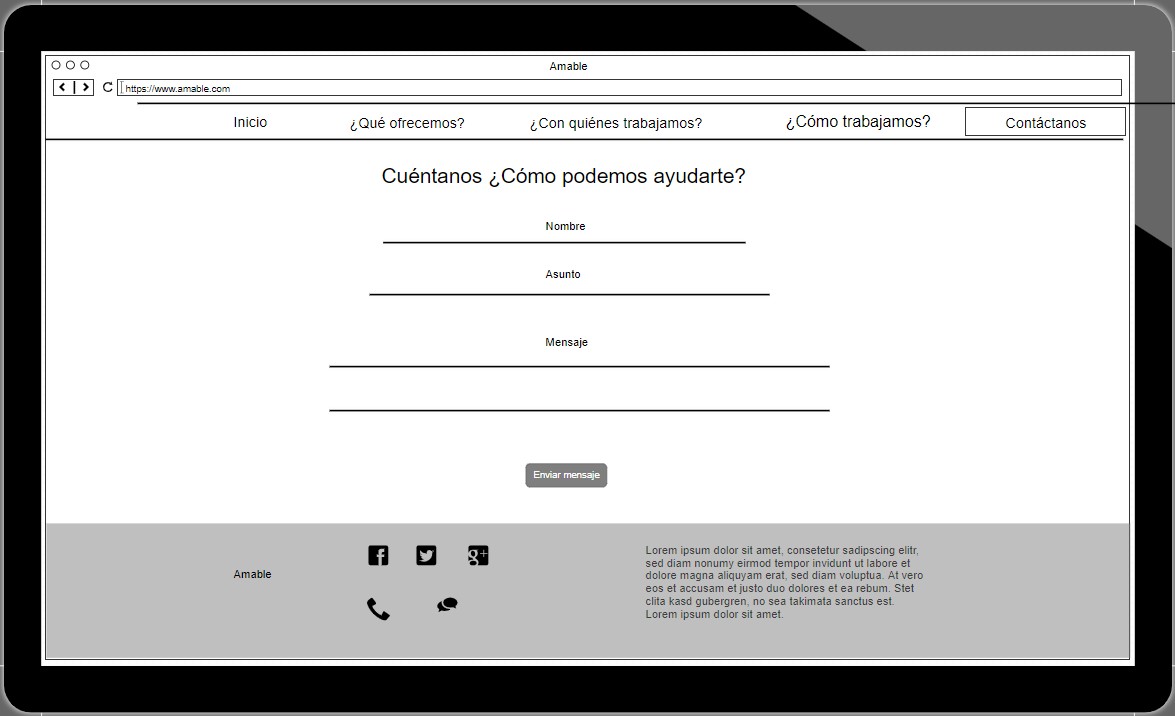 Amable
https://www.amable.com
Inicio
¿Qué ofrecemos?
¿Con quiénes trabajamos?
¿Cómo trabajamos?
Contáctanos
Cuéntanos ¿Cómo podemos ayudarte?
Nombre
Asunto
Mensaje
Enviar mensaje
Amable
Lorem ipsum dolor sit amet, consetetur sadipscing elitr,
sed diam nonumy eirmod tempor invidunt ut labore et
dolore magna aliquyam erat, sed diam voluptua. At vero
eos et accusam et justo duo dolores et ea rebum. Stet
clita kasd gubergren, no sea takimata sanctus est.
Lorem ipsum dolor sit amet.